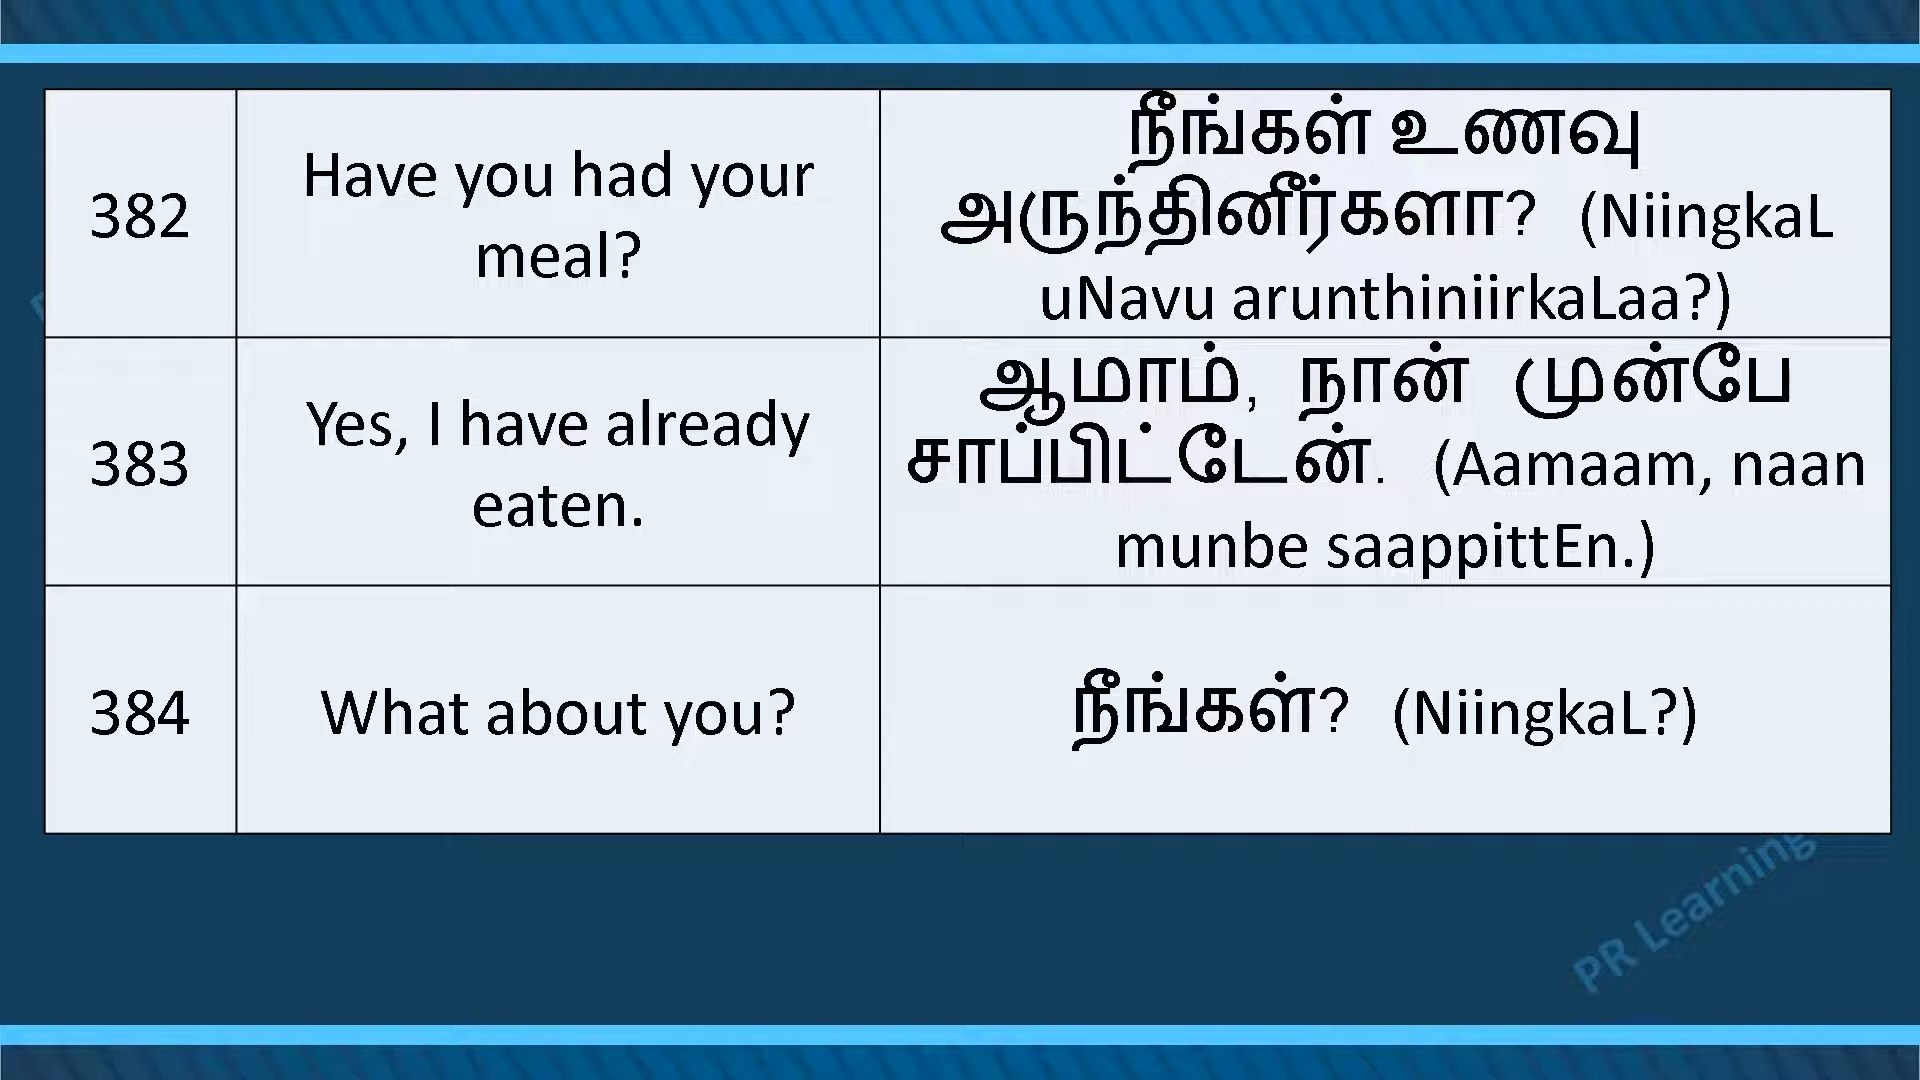 382
Have you had your
meal?
நீங்கள் உணவு
அருந்தினீர்களா? (NiingkaL
uNavu arunthiniirkaLaa?)
383
Yes, I have already
eaten.
ஆமாம், நான் முன்பே
சாப்பிட்டேன். (Aamaam, naan
munbe saappittEn.)
384
What about you?
நீங்கள்? (NiingkaL?)
PR Learning